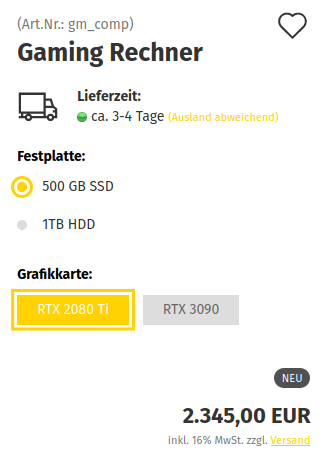 (Art.Nr.: gm_comp)
Gaming Rechner
Lieferzeit:
ca. 3-4 Tage (Ausland abweichend)
Festplatte:
500 GB SSD
1TB HDD
Grafikkarte:
RTX 2080 Ti RTX 3090
NEU
2.345,00 EUR
inkl. 16% MwSt. zzgl. Versand